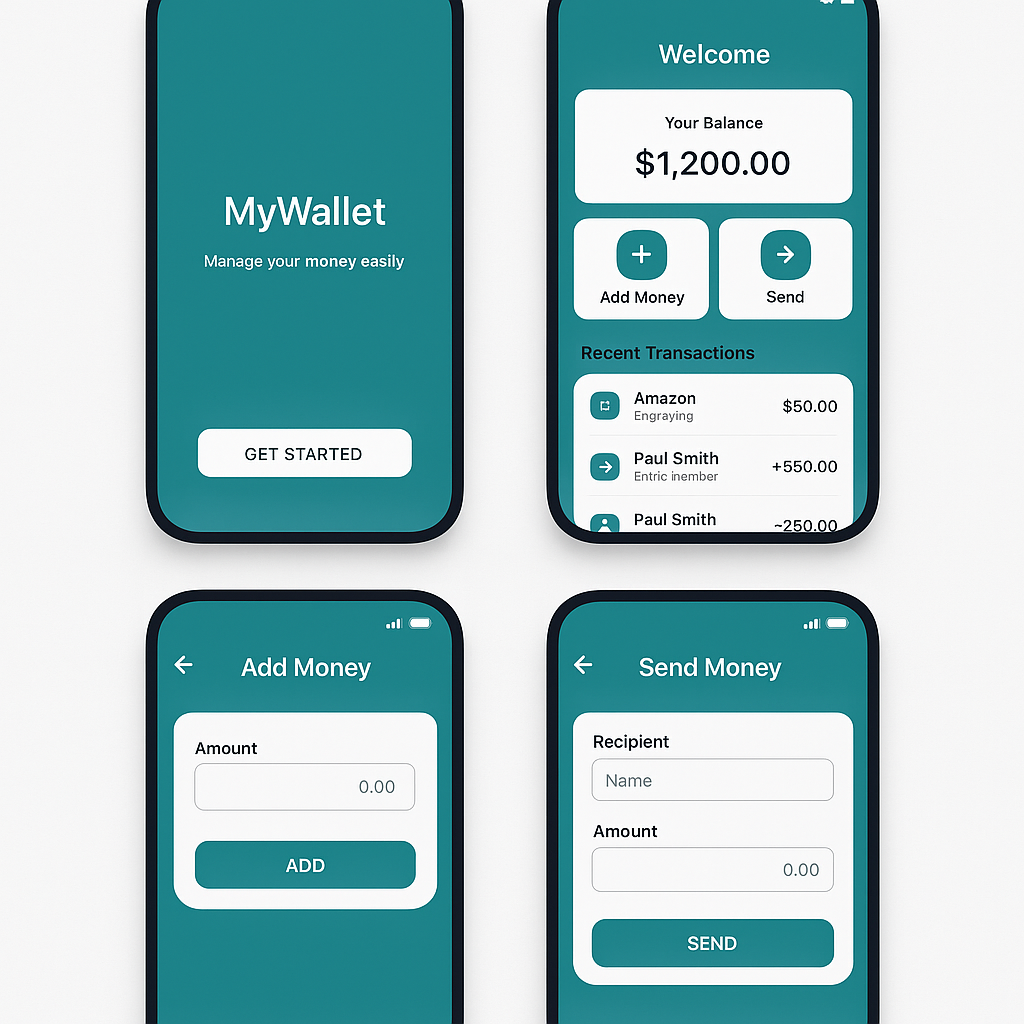 MyWallet
Manage your money easily
GET STARTED
Welcome
Your Balance
$1,200.00
Add Money
Send
Recent Transactions
Amazon
$50.00
Engraying
Paul Smith
+550.00
Entric inember
Paul Smith
~250.00
Add Money
Amount
0.00
ADD
Send Money
Recipient
Name
Amount
0.00
SEND